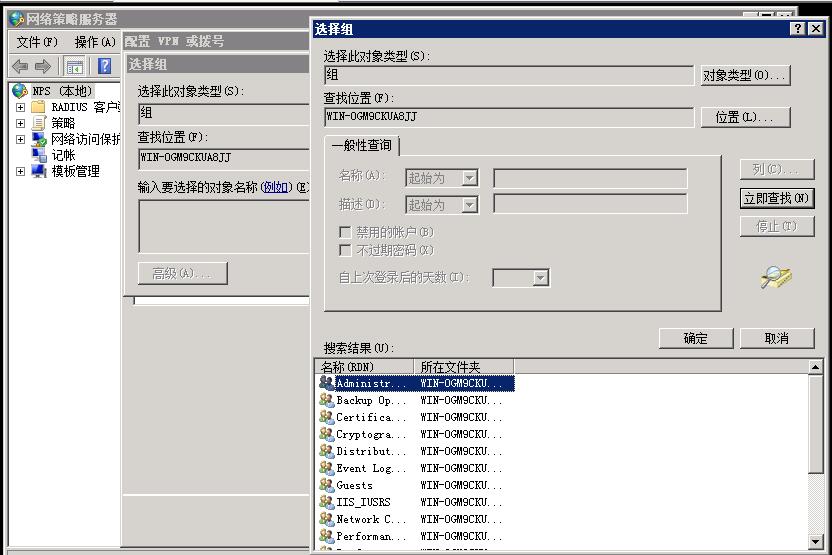 网络策略服务器
文件(F) 操作(A)
NPS (本地)
RADIUS 客户
策略
网络访问保护
记帐
模板管理
配置 VPN 或拨号
选择组
选择此对象类型(S):
组
查找位置(F):
WIN-OGM9CKUA8JJ
输入要选择的对象名称(例如)(E)
高级(A)...
选择组
选择此对象类型(S):
组
对象类型(O)...
查找位置(F):
WIN-OGM9CKUA8JJ
位置(L)...
一般性查询
名称(A): 起始为
描述(D): 起始为
禁用的帐户(B)
不过期密码(X)
自上次登录后的天数(I):
列(C)...
立即查找(N)
停止(T)
确定 取消
搜索结果(U):
名称(RDN) 所在文件夹
Administr... WIN-OGM9CKU...
Backup Op... WIN-OGM9CKU...
Certifica... WIN-OGM9CKU...
Cryptogra... WIN-OGM9CKU...
Distribut... WIN-OGM9CKU...
Event Log... WIN-OGM9CKU...
Guests WIN-OGM9CKU...
IIS_IUSRS WIN-OGM9CKU...
Network C... WIN-OGM9CKU...
Performan... WIN-OGM9CKU...